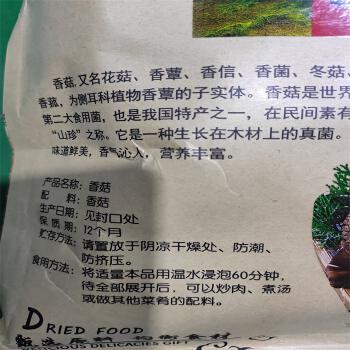 香菇,又名花菇、香蕈、香信、香菌、冬菇、
香菰,为侧耳科植物香蕈的子实体。香菇是世界
第二大食用菌,也是我国特产之一,在民间素有
“山珍”之称。它是一种生长在木材上的真菌。
味道鲜美,香气沁人,营养丰富。
产品名称:香菇
配 料:香菇
生产日期:见封口处
保 质 期:12个月
贮存方法:请置放于阴凉干燥处、防潮、
防挤压。
食用方法:将适量本品用温水浸泡60分钟,
待全部展开后,可以炒肉、煮汤
或做其他菜肴的配料。
DRIED FOOD
DELICIOUS DELICACIES GIFT